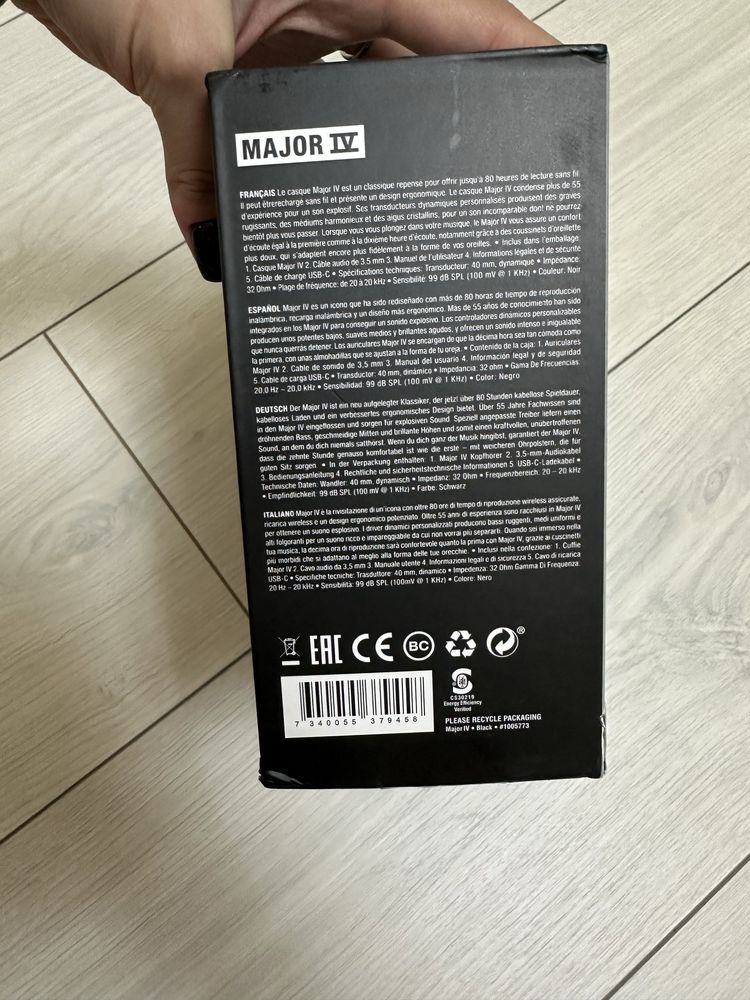 MAJOR IV
FRANÇAIS Le casque Major IV est un classique repensé pour offrir jusqu'à 80 heures de lecture sans fil
Il peut êtrerechargé sans fil et présente un design ergonomique. Le casque Major IV condense plus de 55
d'expérience pour un son explosif. Ses transducteurs dynamiques personnalisés produisent des graves
rugissants, des médiums harmonieux et des aigus cristallins, pour un son incomparable dont ne pourrez
bientôt plus vous passer. Lorsque vous vous plongez dans votre musique, le Major IV vous assure un confort
d'écoute égal à la première comme à la dixième heure d'écoute, notamment grâce à des coussinets d'oreillette
plus doux, qui s'adaptent encore plus fidèlement à la forme de vos oreilles. • Inclus dans l'emballage:
1. Casque Major IV 2. Câble audio de 3,5 mm 3. Manuel de l'utilisateur 4. Informations légales et de sécurité
5. Câble de charge USB-C • Spécifications techniques: Transducteur: 40 mm, dynamique • Impédance:
32 Ohm • Plage de fréquence: de 20 à 20 kHz • Sensibilité: 99 dB SPL (100 mV @ 1 KHz) • Couleur: Noir
ESPAÑOL Major IV es un icono que ha sido rediseñado con más de 80 horas de tiempo de reproducción
inalámbrica, recarga inalámbrica y un diseño más ergonómico. Más de 55 años de conocimiento han sido
integrados en los Major IV para conseguir un sonido explosivo. Los controladores dinámicos personalizables
producen unos potentes bajos, suaves medios y brillantes agudos, y ofrecen un sonido intenso e inigualable
que nunca querrás detener. Los auriculares Major IV se encargan de que la décima hora sea tan comoda como
la primera, con unas almohadillas que se ajustan a la forma de tu oreja. • Contenido de la caja: 1. Auriculares
Major IV 2. Cable de sonido de 3,5 mm 3. Manual del usuario 4. Información legal y de seguridad
5. Cable de carga USB-C • Transductor: 40 mm, dinámico • Impedancia: 32 ohm • Gama De Frecuencias:
20,0 Hz – 20,0 kHz • Sensibilidad: 99 dB SPL (100 mV @ 1 KHz) • Color: Negro
DEUTSCH Der Major IV ist ein neu aufgelegter Klassiker, der jetzt über 80 Stunden kabellose Spieldauer,
kabelloses Laden und ein verbessertes ergonomisches Design bietet. Über 55 Jahre Fachwissen sind
in den Major IV eingeflossen und sorgen für explosiven Sound. Speziell angepasste Treiber liefern einen
dröhnenden Bass, geschmeidige Mitten und brillante Höhen und somit einen kraftvollen, unübertroffenen
Sound, an dem du dich niemals satthörst. Wenn du dich ganz der Musik hingibst, garantiert der Major IV,
dass die zehnte Stunde genauso komfortabel ist wie die erste – mit weicheren Ohrpolstern, die für
guten Sitz sorgen. • In der Verpackung enthalten: 1. Major IV Kopfhörer 2. 3,5-mm-Audiokabel
3. Bedienungsanleitung 4. Rechtliche und sicherheitstechnische Informationen 5. USB-C-Ladekabel •
Technische Daten: Wandler: 40 mm, dynamisch • Impedanz: 32 Ohm • Frequenzbereich: 20 – 20 kHz
• Empfindlichkeit: 99 dB SPL (100 mV @ 1 KHz) • Farbe: Schwarz
ITALIANO Major IV è la rivisitazione di un'icona con oltre 80 ore di tempo di riproduzione wireless assicurate,
ricarica wireless e un design ergonomico potenziato. Oltre 55 anni di esperienza sono racchiusi in Major IV
per ottenere un suono esplosivo. I driver dinamici personalizzati producono bassi ruggenti, medi uniformi e
alti folgoranti per un suono ricco e impareggiabile da cui non vorrai più separarti. Quando sei immerso nella
tua musica, la decima ora di riproduzione sarà confortevole quanto la prima con Major IV, grazie ai cuscinetti
più morbidi che si adattano al meglio alla forma delle tue orecchie. • Inclusi nella confezione: 1. Cuffie
Major IV 2. Cavo audio da 3,5 mm 3. Manuale utente 4. Informazioni legali e di sicurezza 5. Cavo di ricarica
USB-C • Specifiche tecniche: Trasduttore: 40 mm, dinamico • Impedenza: 32 Ohm Gamma Di Frequenza:
20 Hz – 20 kHz • Sensibilità: 99 dB SPL (100mV @ 1 KHz) • Colore: Nero
EAC CE BC ®
CS30219
Energy Efficiency
Verified
7 340055 379458
PLEASE RECYCLE PACKAGING
Major IV • Black • #1005773